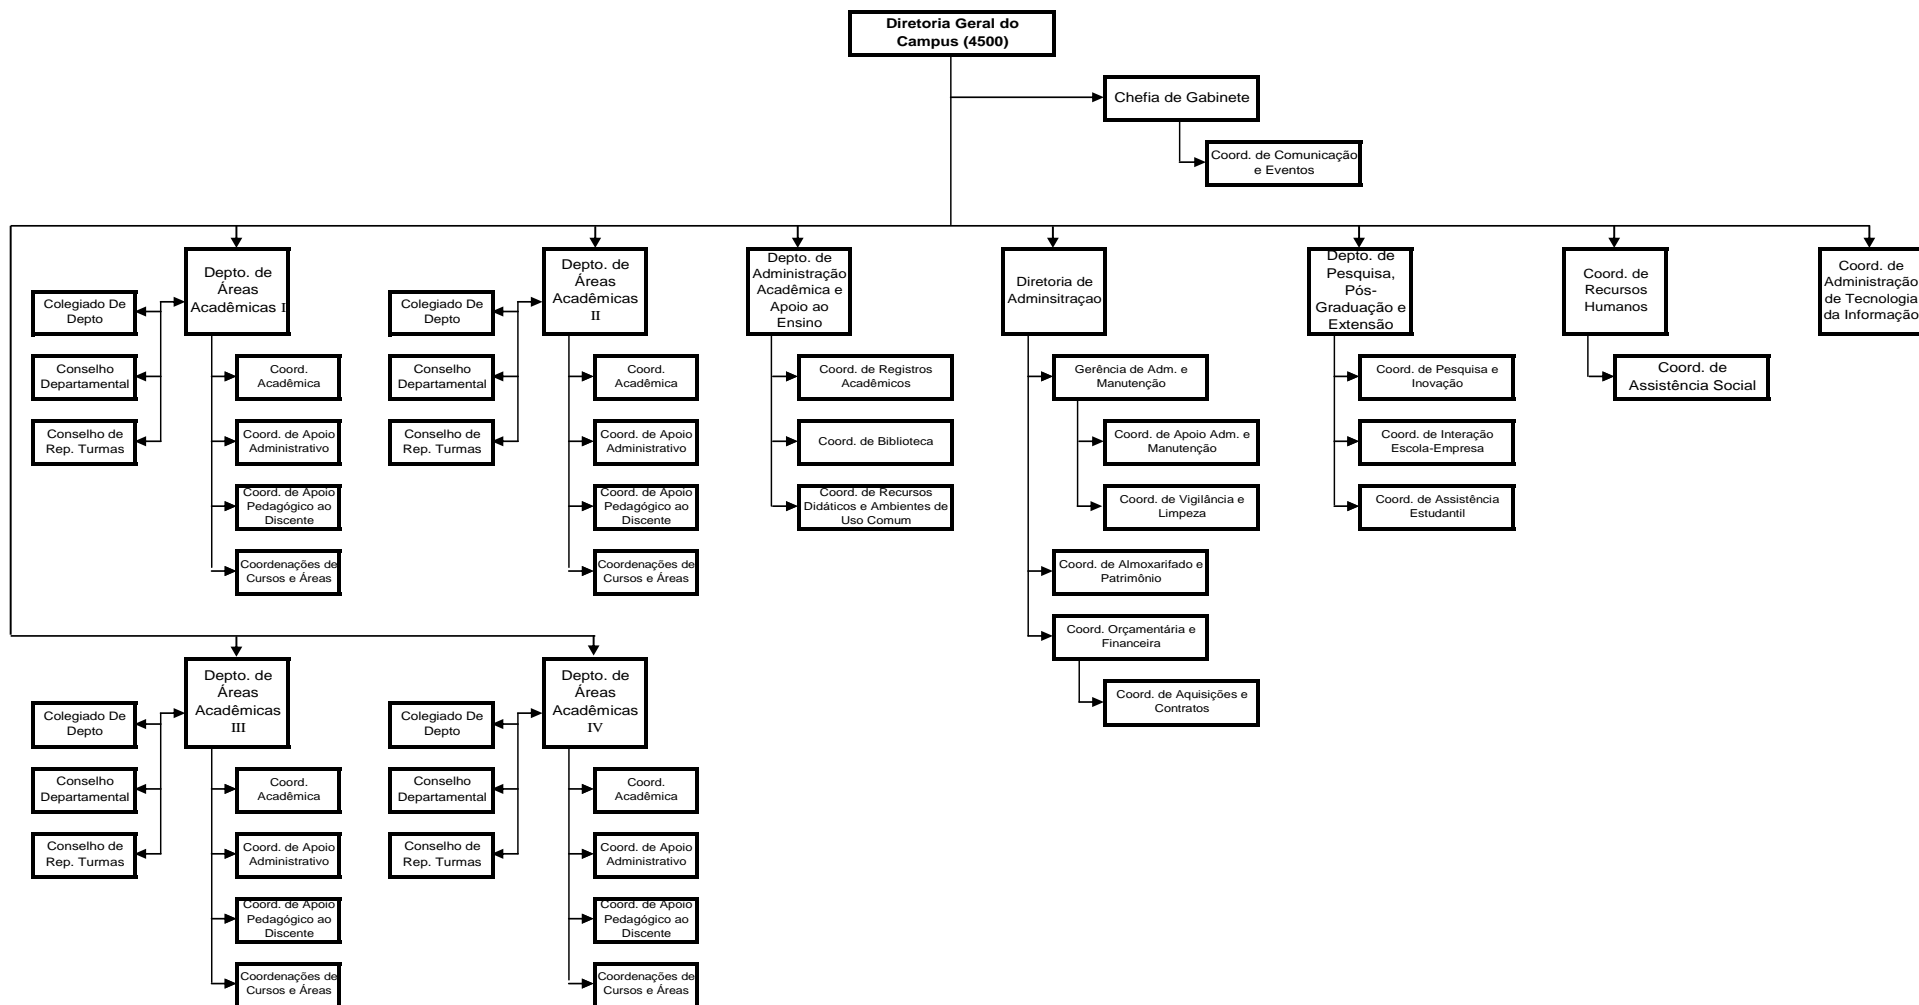 Diretoria Geral do
Campus (4500)
Chefia de Gabinete
Coord. de Comunicação
e Eventos
Depto. de
Áreas
Acadêmicas I
Colegiado De
Depto
Conselho
Departamental
Conselho de
Rep. Turmas
Coord.
Acadêmica
Coord. de Apoio
Administrativo
Coord. de Apoio
Pedagógico ao
Discente
Coordenações de
Cursos e Áreas
Depto. de
Áreas
Acadêmicas
II
Colegiado De
Depto
Conselho
Departamental
Conselho de
Rep. Turmas
Coord.
Acadêmica
Coord. de Apoio
Administrativo
Coord. de Apoio
Pedagógico ao
Discente
Coordenações de
Cursos e Áreas
Depto. de
Administração
Acadêmica e
Apoio ao
Ensino
Coord. de Registros
Acadêmicos
Coord. de Biblioteca
Coord. de Recursos
Didáticos e Ambientes de
Uso Comum
Diretoria de
Adminsitraçao
Gerência de Adm. e
Manutenção
Coord. de Apoio Adm. e
Manutenção
Coord. de Vigilância e
Limpeza
Coord. de Almoxarifado e
Patrimônio
Coord. Orçamentária e
Financeira
Coord. de Aquisições e
Contratos
Depto. de
Pesquisa,
Pós-
Graduação e
Extensão
Coord. de Pesquisa e
Inovação
Coord. de Interação
Escola-Empresa
Coord. de Assistência
Estudantil
Coord. de
Recursos
Humanos
Coord. de
Assistência Social
Coord. de
Administração
de Tecnologia
da Informação
Depto. de
Áreas
Acadêmicas
III
Colegiado De
Depto
Conselho
Departamental
Conselho de
Rep. Turmas
Coord.
Acadêmica
Coord. de Apoio
Administrativo
Coord. de Apoio
Pedagógico ao
Discente
Coordenações de
Cursos e Áreas
Depto. de
Áreas
Acadêmicas
IV
Colegiado De
Depto
Conselho
Departamental
Conselho de
Rep. Turmas
Coord.
Acadêmica
Coord. de Apoio
Administrativo
Coord. de Apoio
Pedagógico ao
Discente
Coordenações de
Cursos e Áreas